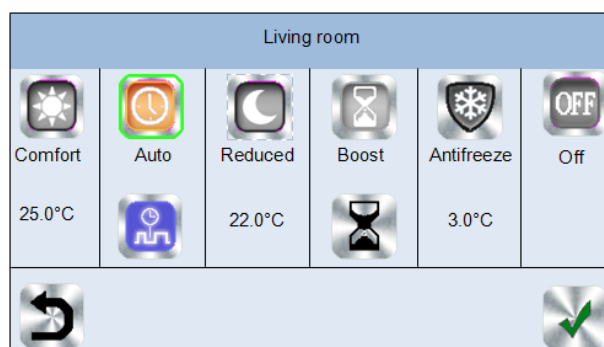 Living room
OFF
Comfort Auto Reduced Boost Antifreeze Off
25.0°C 22.0°C 3.0°C